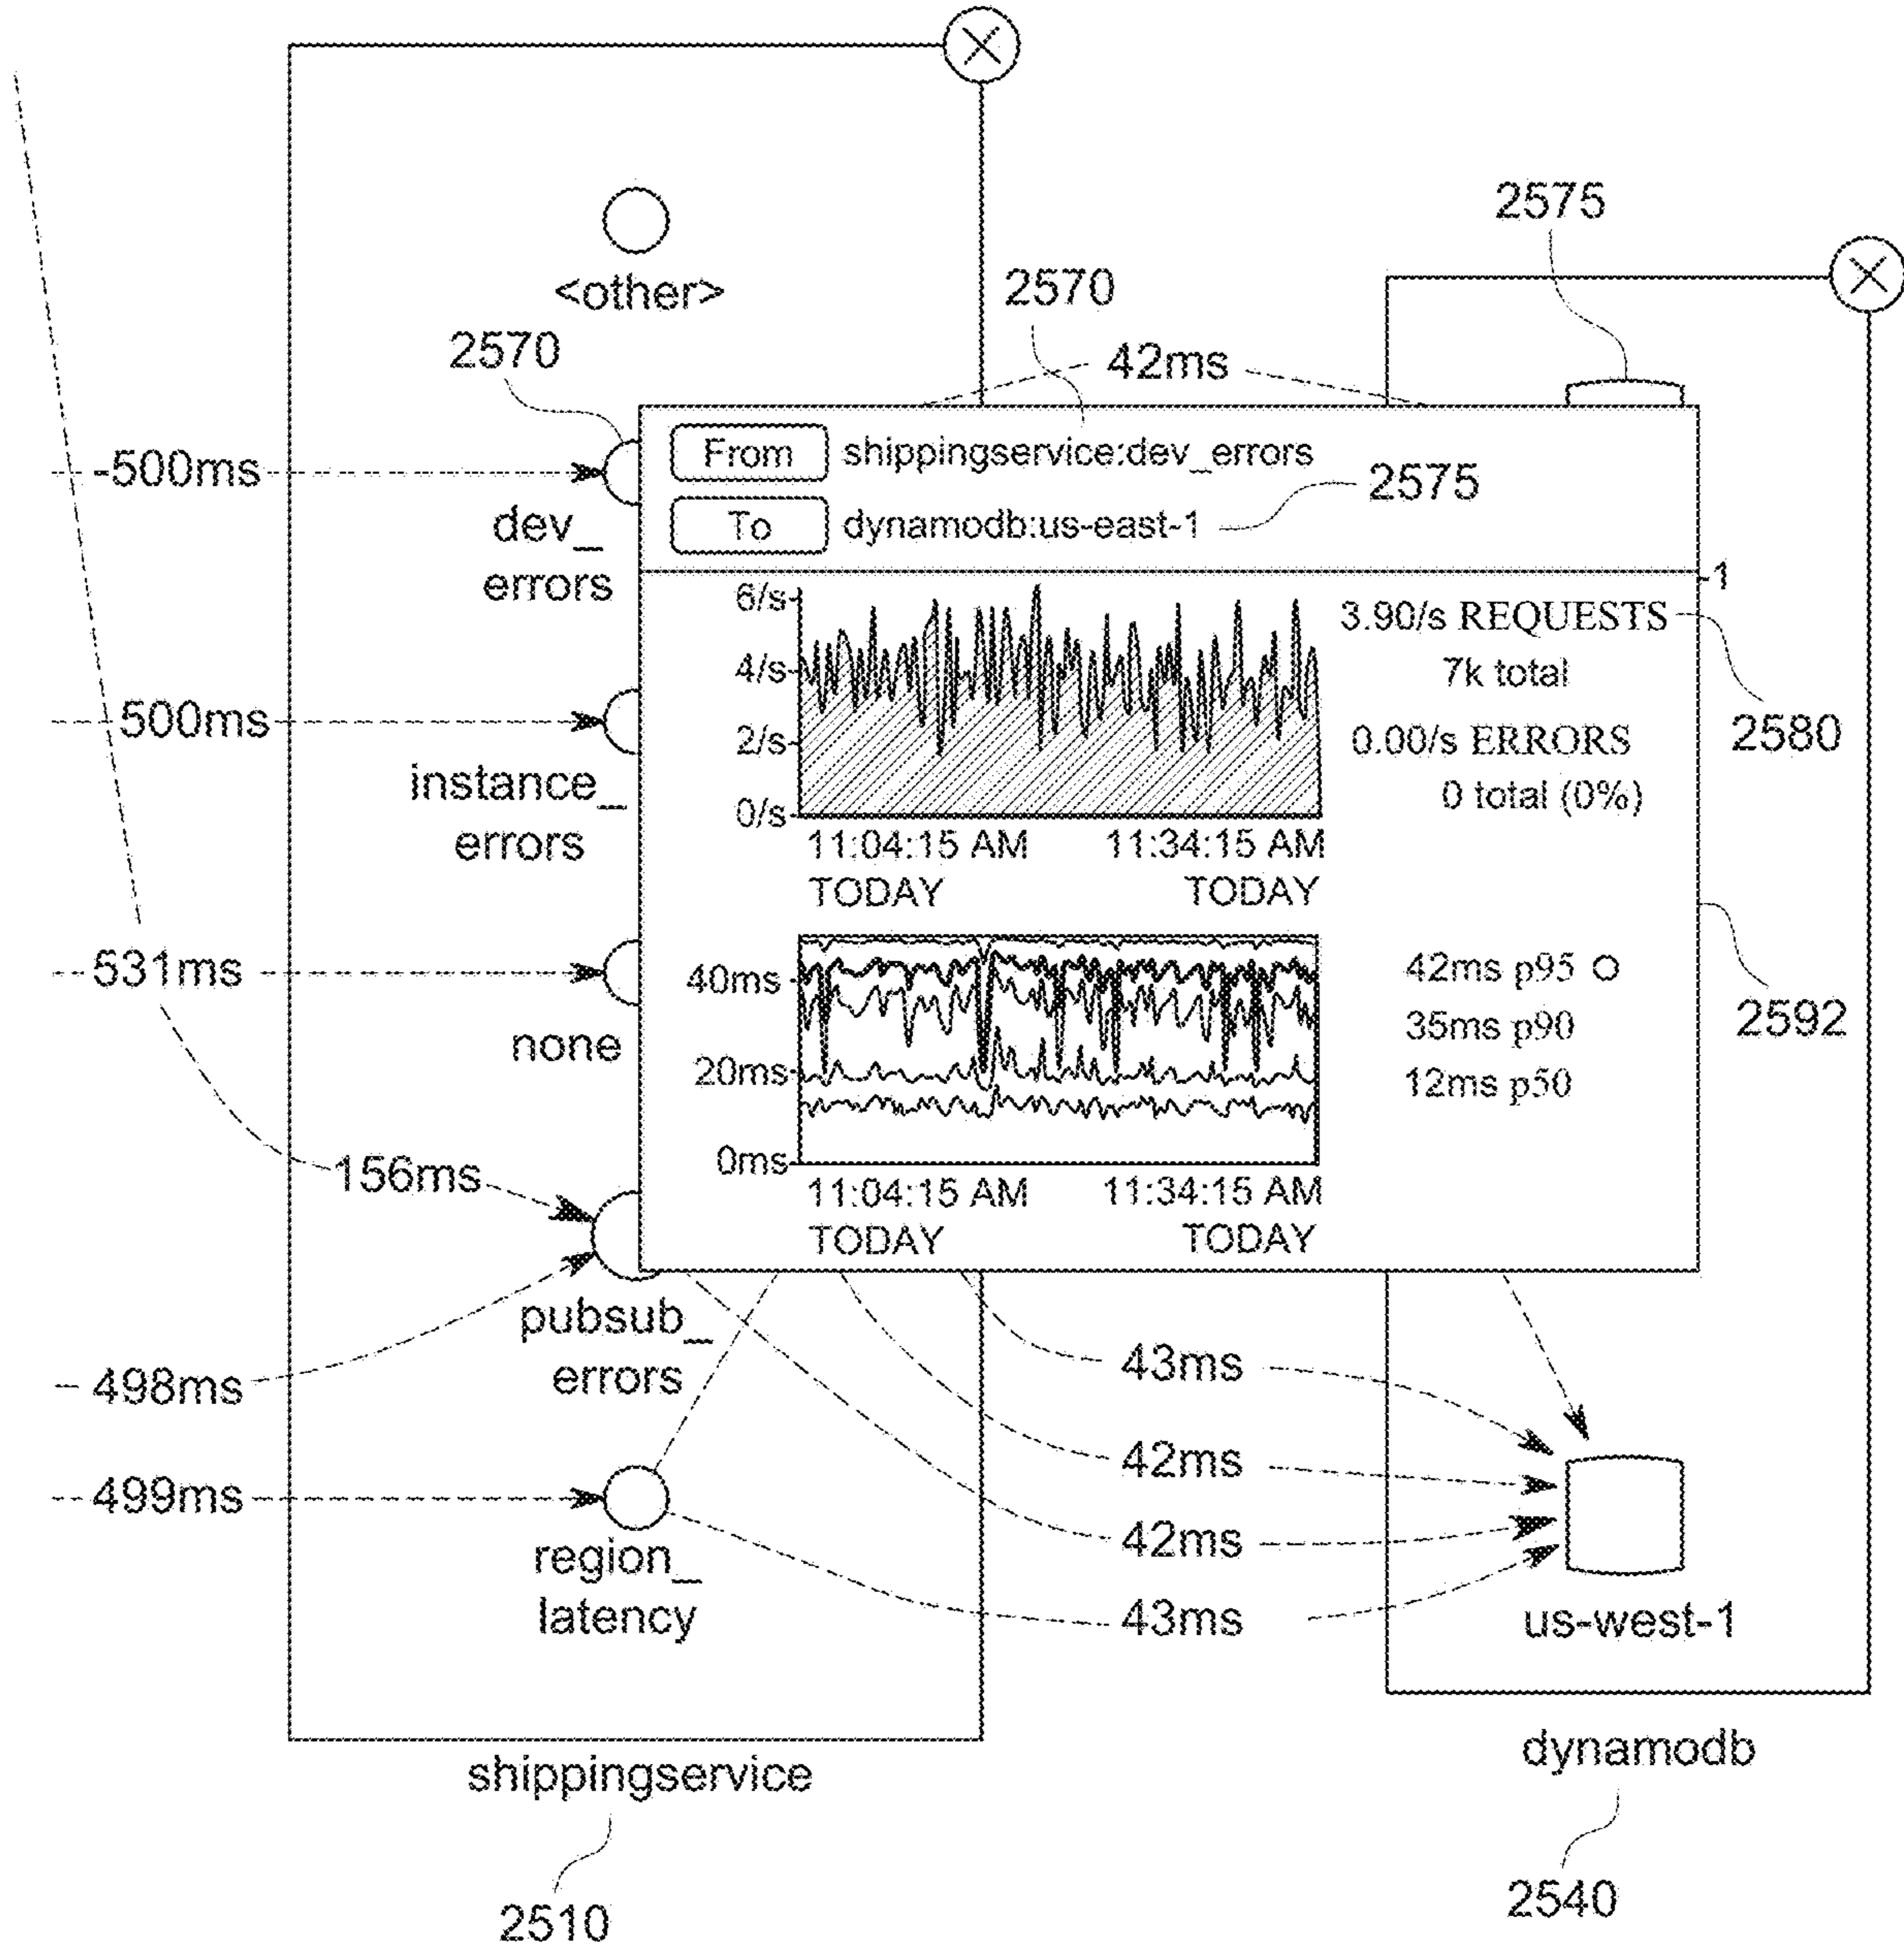 <other>
2570
2570
2575
42ms
-500ms
dev_
errors
From shippingservice:dev_errors
2575
To dynamodb:us-east-1
-1
6/s
4/s
2/s
0/s
3.90/s REQUESTS
7k total
0.00/s ERRORS
0 total (0%)
2580
11:04:15 AM 11:34:15 AM
TODAY TODAY
500ms
instance_
errors
531ms
none
40ms
20ms
0ms
42ms p95
35ms p90
12ms p50
2592
11:04:15 AM 11:34:15 AM
TODAY TODAY
156ms
pubsub_
errors
498ms
499ms
region_
latency
43ms
42ms
42ms
43ms
us-west-1
shippingservice
2510
dynamodb
2540